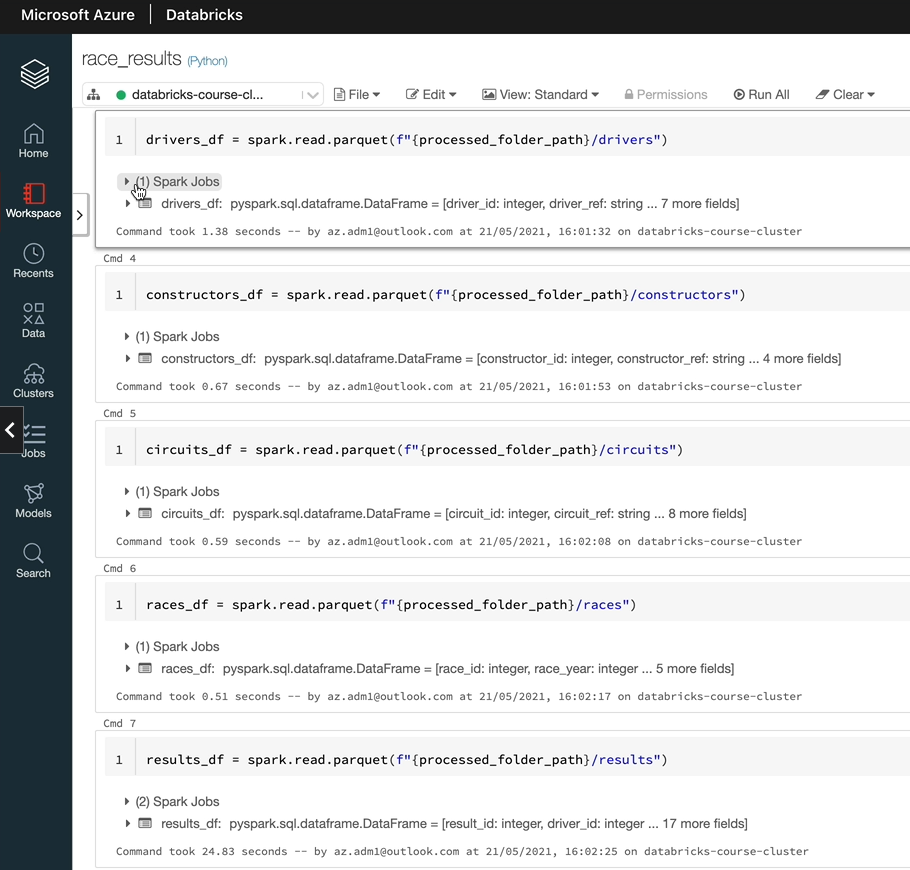 Microsoft Azure | Databricks
race_results (Python)
databricks-course-cl...
File
Edit
View: Standard
Permissions
Run All
Clear
Home
Workspace
Recents
Data
Clusters
Jobs
Models
Search
1 drivers_df = spark.read.parquet(f"{processed_folder_path}/drivers")
(1) Spark Jobs
drivers_df: pyspark.sql.dataframe.DataFrame = [driver_id: integer, driver_ref: string ... 7 more fields]
Command took 1.38 seconds -- by az.adm1@outlook.com at 21/05/2021, 16:01:32 on databricks-course-cluster
Cmd 4
1 constructors_df = spark.read.parquet(f"{processed_folder_path}/constructors")
(1) Spark Jobs
constructors_df: pyspark.sql.dataframe.DataFrame = [constructor_id: integer, constructor_ref: string ... 4 more fields]
Command took 0.67 seconds -- by az.adm1@outlook.com at 21/05/2021, 16:01:53 on databricks-course-cluster
Cmd 5
1 circuits_df = spark.read.parquet(f"{processed_folder_path}/circuits")
(1) Spark Jobs
circuits_df: pyspark.sql.dataframe.DataFrame = [circuit_id: integer, circuit_ref: string ... 8 more fields]
Command took 0.59 seconds -- by az.adm1@outlook.com at 21/05/2021, 16:02:08 on databricks-course-cluster
Cmd 6
1 races_df = spark.read.parquet(f"{processed_folder_path}/races")
(1) Spark Jobs
races_df: pyspark.sql.dataframe.DataFrame = [race_id: integer, race_year: integer ... 5 more fields]
Command took 0.51 seconds -- by az.adm1@outlook.com at 21/05/2021, 16:02:17 on databricks-course-cluster
Cmd 7
1 results_df = spark.read.parquet(f"{processed_folder_path}/results")
(2) Spark Jobs
results_df: pyspark.sql.dataframe.DataFrame = [result_id: integer, driver_id: integer ... 17 more fields]
Command took 24.83 seconds -- by az.adm1@outlook.com at 21/05/2021, 16:02:25 on databricks-course-cluster